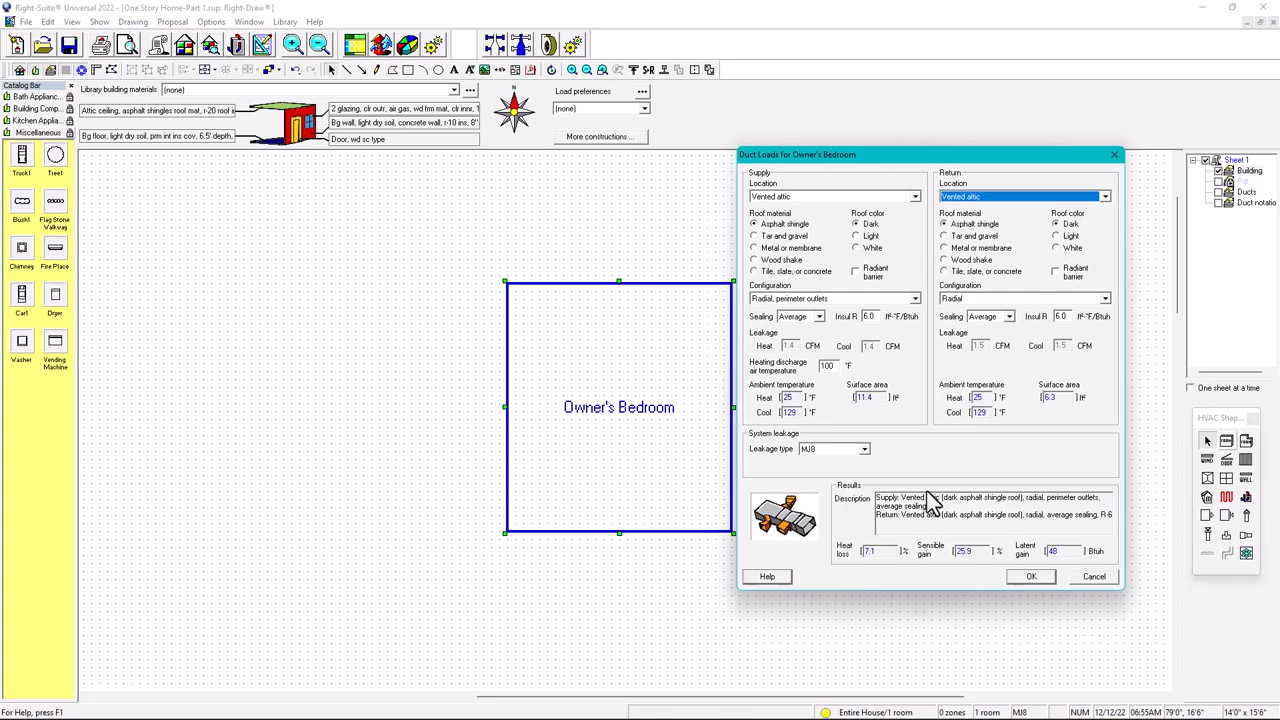 Right-Suite® Universal 2022 - [One Story Home-Part 1.rup: Right-Draw®]
File Edit View Show Drawing Proposal Options Window Library Help
Catalog Bar
Bath Applianc..
Building Comp..
Kitchen Applia..
Miscellaneous
Truck1 Tree1
Bush1 Flag Stone Walkway
Chimney Fire Place
Car1 Dryer
Washer Vending Machine
Library building materials (none)
Attic ceiling, asphalt shingles roof mat, r-20 roof i
Bg floor, light dry soil, prm int ins cov, 6.5' depth,
2 glazing, clr outr, air gas, wd frm mat, clr innr, 1
Bg wall, light dry soil, concrete wall, r-10 ins, 8"
Door, wd sc type
N
Load preferences ...
(none)
More constructions ...
Owner's Bedroom
Duct Loads for Owner's Bedroom
Supply
Location
Vented attic
Roof material Roof color
Asphalt shingle Dark
Tar and gravel Light
Metal or membrane White
Wood shake
Tile, slate, or concrete Radiant barrier
Configuration
Radial, perimeter outlets
Sealing Average Insul R 6.0 ft²-°F/Btuh
Leakage
Heat 1.4 CFM Cool 1.4 CFM
Heating discharge
air temperature 100 °F
Ambient temperature Surface area
Heat 25 °F 11.4 ft²
Cool 129 °F
Return
Location
Vented attic
Roof material Roof color
Asphalt shingle Dark
Tar and gravel Light
Metal or membrane White
Wood shake
Tile, slate, or concrete Radiant barrier
Configuration
Radial
Sealing Average Insul R 6.0 ft²-°F/Btuh
Leakage
Heat 1.5 CFM Cool 1.5 CFM
Ambient temperature Surface area
Heat 25 °F 6.3 ft²
Cool 129 °F
System leakage
Leakage type MJ8
Results
Description Supply: Vented (dark asphalt shingle roof), radial, perimeter outlets,
average sealing
Return: Vented (dark asphalt shingle roof), radial, average sealing, R-6
Heat loss 7.1 % Sensible gain 25.9 % Latent gain 48 Btuh
Help OK Cancel
Sheet 1
Building
Ducts
Duct notatio
One sheet at a time
HVAC Shap...
For Help, press F1
Entire House/1 room 0 zones 1 room MJ8 NUM 12/12/22 06:55AM 79'0", 16'6" 14'0" x 15'6"